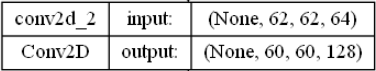 conv2d_2 input: (None, 62, 62, 64)
Conv2D output: (None, 60, 60, 128)